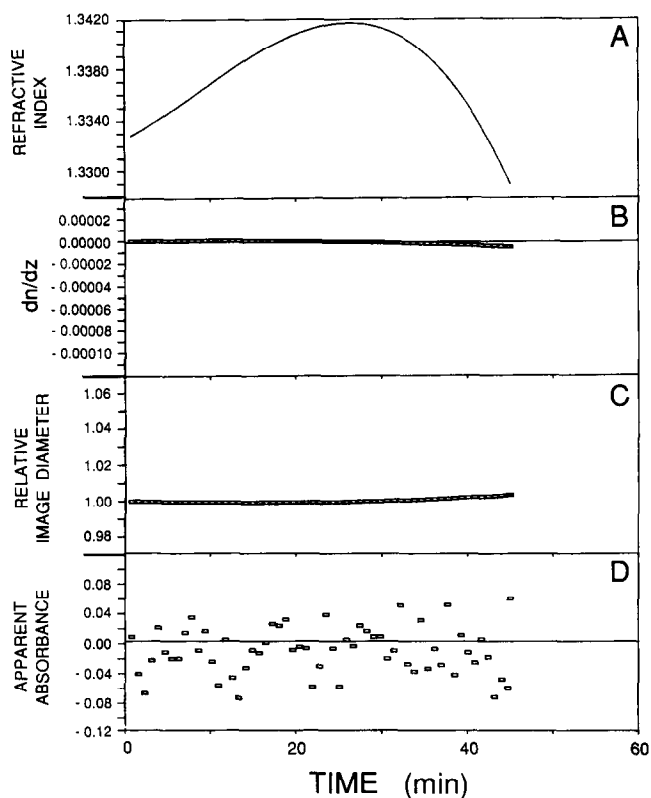 A
REFRACTIVE
INDEX
1.3420
1.3380
1.3340
1.3300
B
dn/dz
0.00002
0.00000
- 0.00002
- 0.00004
- 0.00006
- 0.00008
- 0.00010
C
RELATIVE
IMAGE DIAMETER
1.06
1.04
1.02
1.00
0.98
D
APPARENT
ABSORBANCE
0.08
0.04
0.00
- 0.04
- 0.08
- 0.12
0 20 40 60
TIME (min)